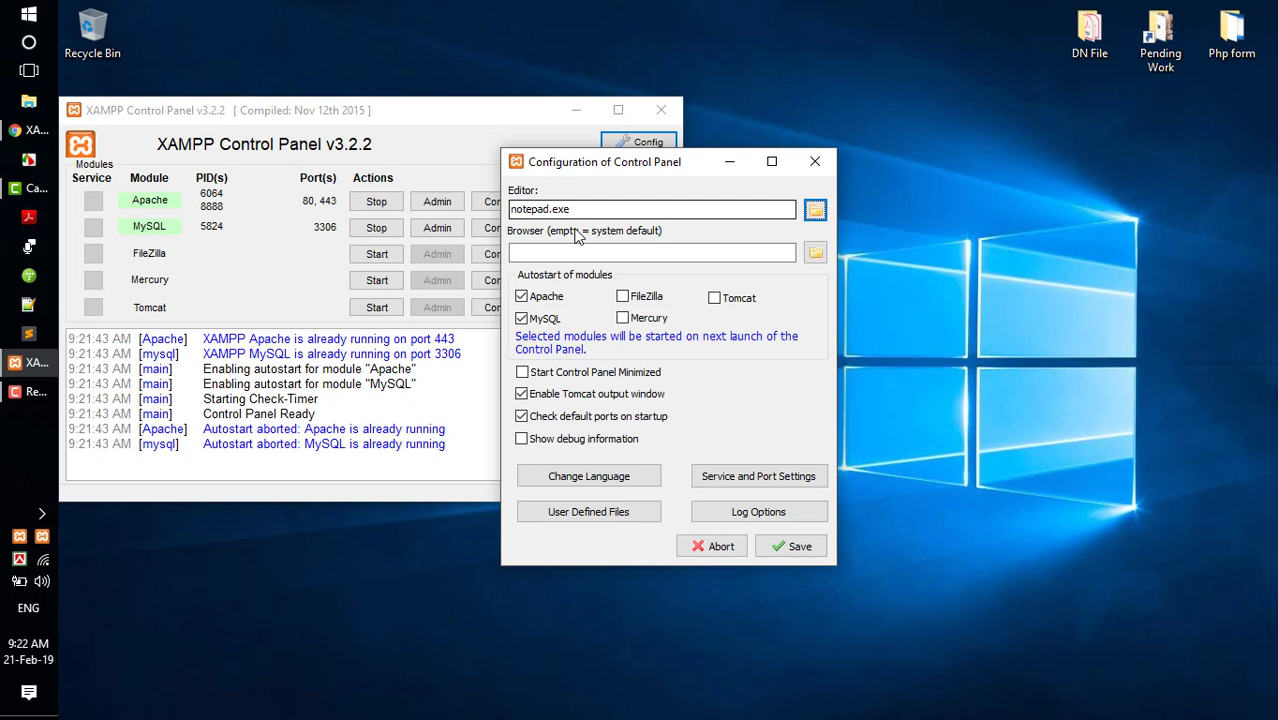 Recycle Bin
DN File
Pending
Work
Php form
XA...
Ca...
XA...
Re...
ENG
9:22 AM
21-Feb-19
XAMPP Control Panel v3.2.2 [ Compiled: Nov 12th 2015 ]
XAMPP Control Panel v3.2.2
Config
Modules
Service Module PID(s) Port(s) Actions
Apache 6064 8888 80, 443 Stop Admin Con
MySQL 5824 3306 Stop Admin Con
FileZilla Start Admin Con
Mercury Start Admin Con
Tomcat Start Admin Con
9:21:43 AM [Apache] XAMPP Apache is already running on port 443
9:21:43 AM [mysql] XAMPP MySQL is already running on port 3306
9:21:43 AM [main] Enabling autostart for module "Apache"
9:21:43 AM [main] Enabling autostart for module "MySQL"
9:21:43 AM [main] Starting Check-Timer
9:21:43 AM [main] Control Panel Ready
9:21:43 AM [Apache] Autostart aborted: Apache is already running
9:21:43 AM [mysql] Autostart aborted: MySQL is already running
Configuration of Control Panel
Editor:
notepad.exe
Browser (empty = system default)
Autostart of modules
Apache FileZilla Tomcat
MySQL Mercury
Selected modules will be started on next launch of the
Control Panel.
Start Control Panel Minimized
Enable Tomcat output window
Check default ports on startup
Show debug information
Change Language Service and Port Settings
User Defined Files Log Options
Abort Save